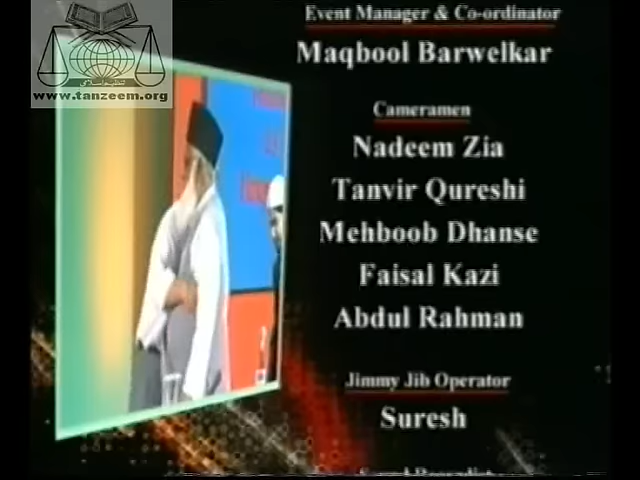 www.tanzeem.org
Event Manager & Co-ordinator
Maqbool Barwelkar
Cameramen
Nadeem Zia
Tanvir Qureshi
Mehboob Dhanse
Faisal Kazi
Abdul Rahman
Jimmy Jib Operator
Suresh